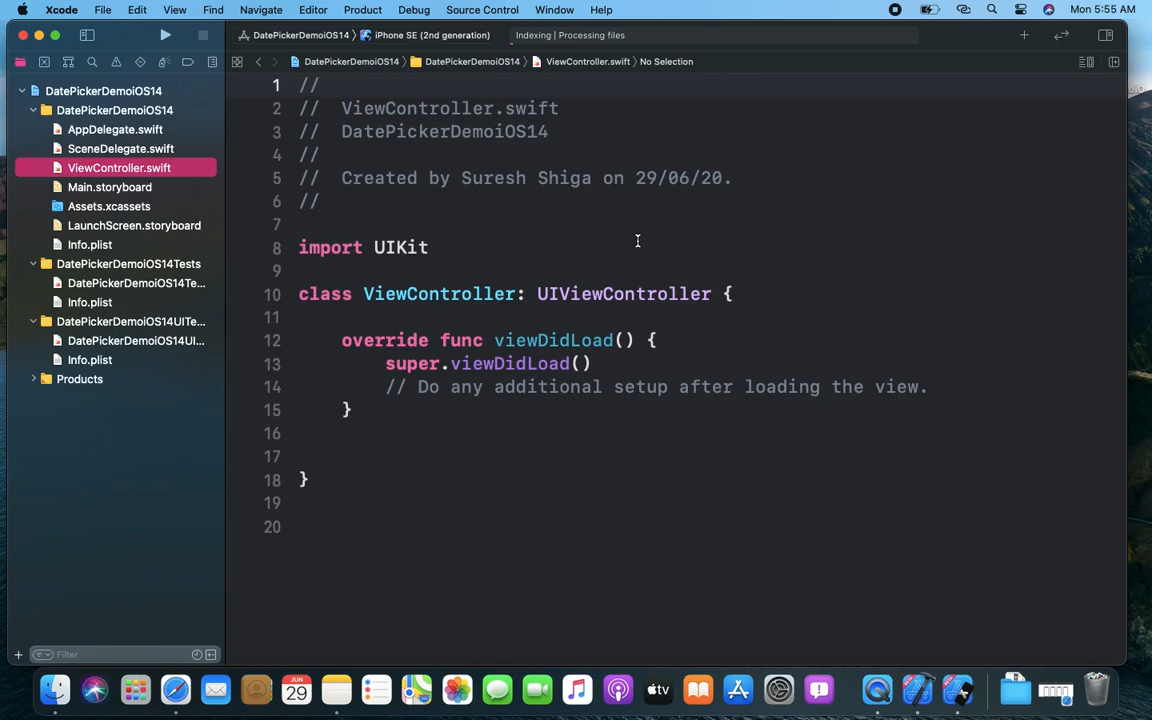 Xcode File Edit View Find Navigate Editor Product Debug Source Control Window Help Mon 5:55 AM
DatePickerDemoiOS14 iPhone SE (2nd generation) Indexing | Processing files
DatePickerDemoiOS14 DatePickerDemoiOS14 ViewController.swift No Selection
DatePickerDemoiOS14
DatePickerDemoiOS14
AppDelegate.swift
SceneDelegate.swift
ViewController.swift
Main.storyboard
Assets.xcassets
LaunchScreen.storyboard
Info.plist
DatePickerDemoiOS14Tests
DatePickerDemoiOS14Te...
Info.plist
DatePickerDemoiOS14UITe...
DatePickerDemoiOS14UI...
Info.plist
Products
Filter
1 //
2 // ViewController.swift
3 // DatePickerDemoiOS14
4 //
5 // Created by Suresh Shiga on 29/06/20.
6 //
7
8 import UIKit
9
10 class ViewController: UIViewController {
11
12 override func viewDidLoad() {
13 super.viewDidLoad()
14 // Do any additional setup after loading the view.
15 }
16
17
18 }
19
20
JUN
29
tv